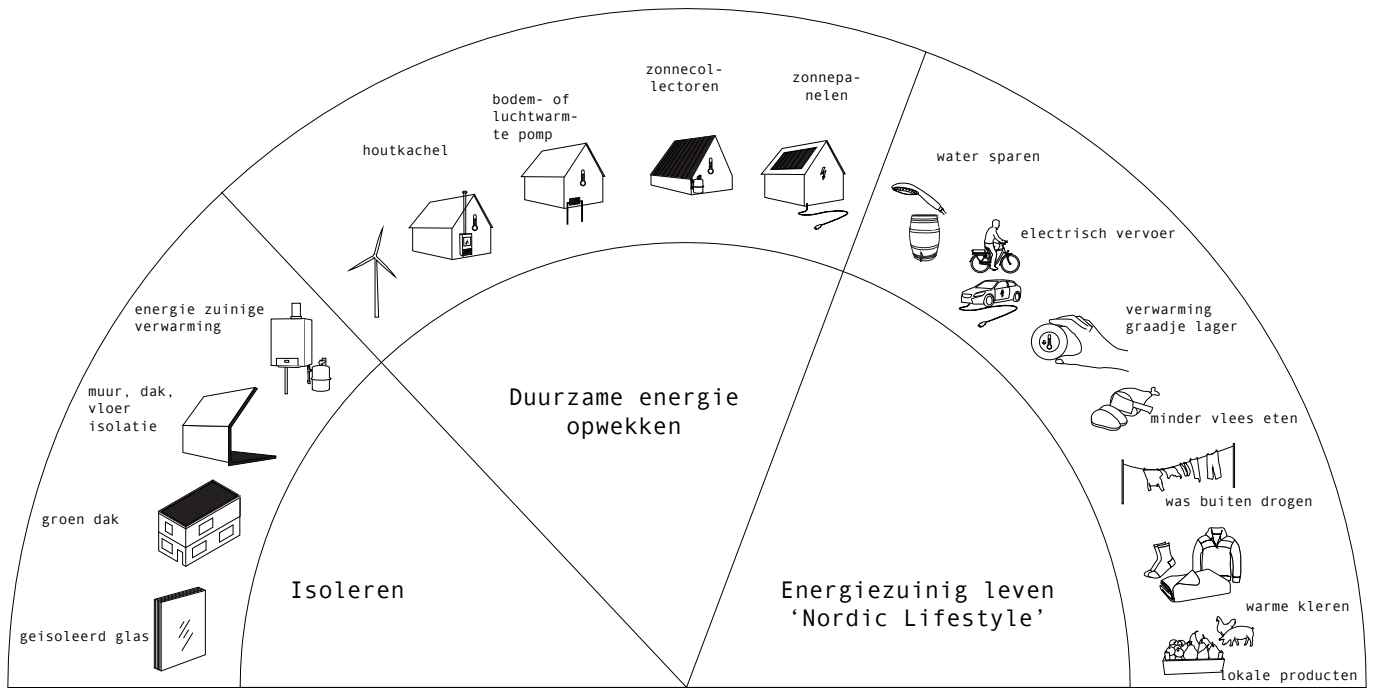 zonnecol-
lectoren
zonnepa-
nelen
bodem- of
luchtwarm-
te pomp
houtkachel
water sparen
electrisch vervoer
energie zuinige
verwarming
verwarming
graadje lager
muur, dak,
vloer
isolatie
Duurzame energie
opwekken
minder vlees eten
was buiten drogen
groen dak
Isoleren
Energiezuinig leven
‘Nordic Lifestyle’
warme kleren
geisoleerd glas
lokale producten